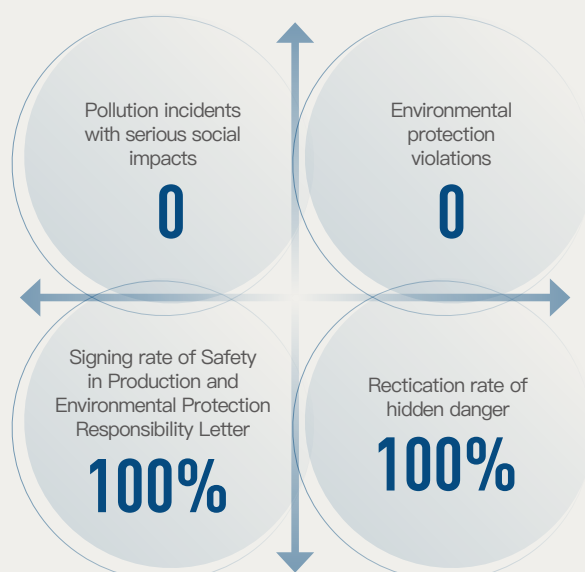 Pollution incidents
with serious social
impacts
0
Environmental
protection
violations
0
Signing rate of Safety
in Production and
Environmental Protection
Responsibility Letter
100%
Rectication rate of
hidden danger
100%